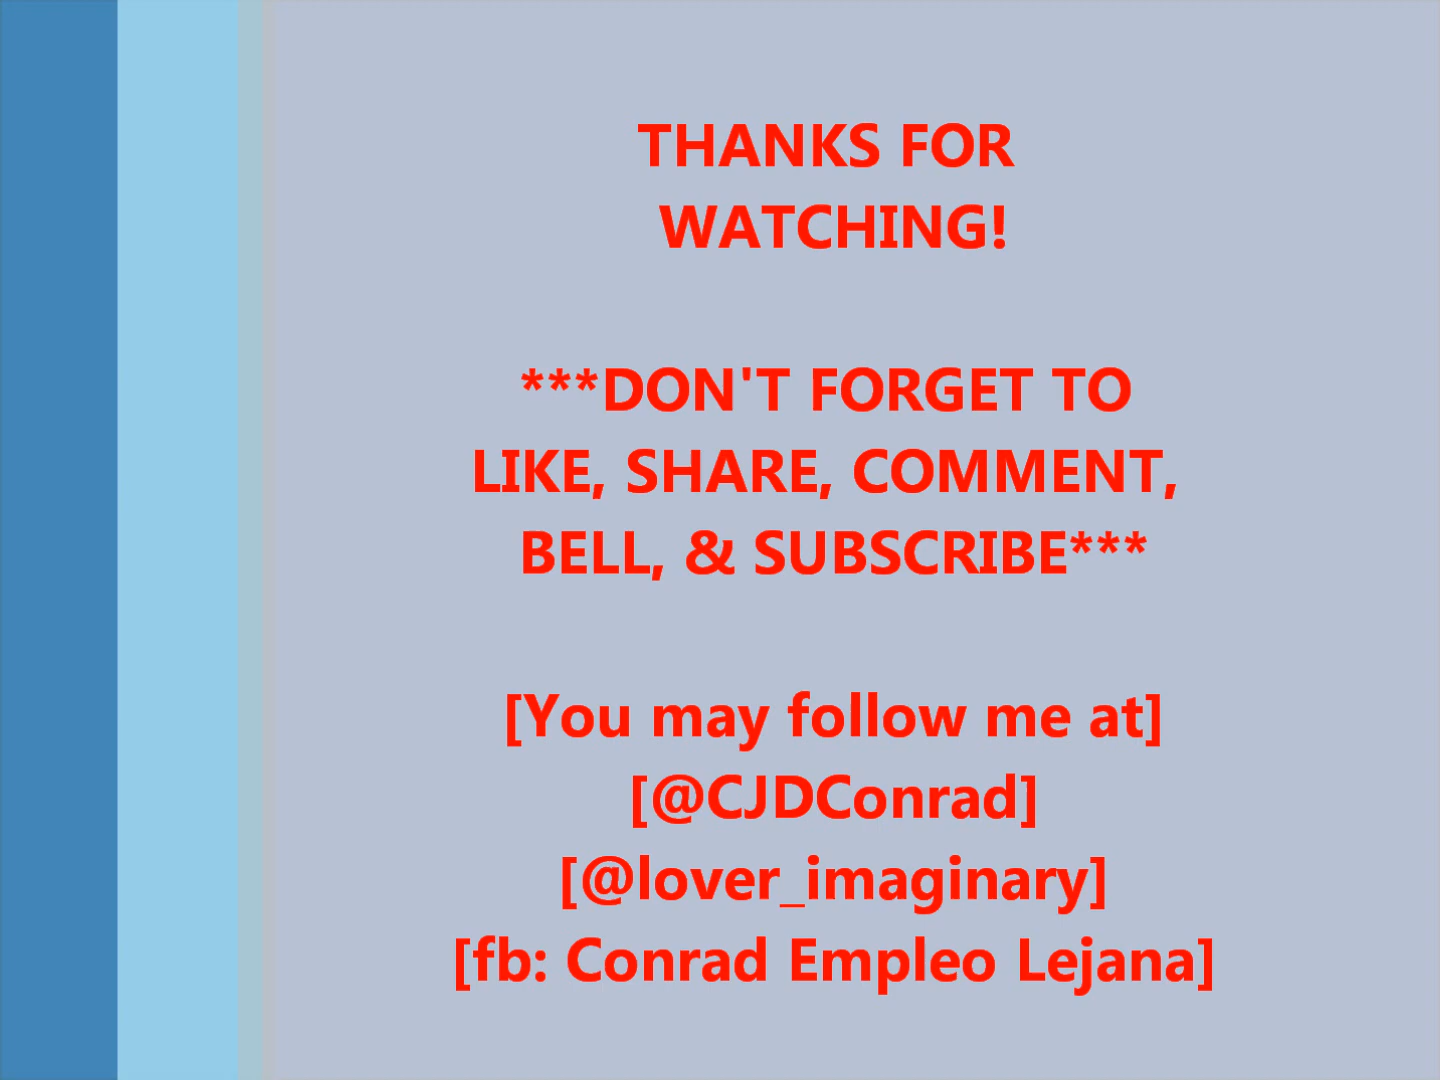 THANKS FOR
WATCHING!
***DON'T FORGET TO
LIKE, SHARE, COMMENT,
BELL, & SUBSCRIBE***
[You may follow me at]
[@CJDConrad]
[@lover_imaginary]
[fb: Conrad Empleo Lejana]